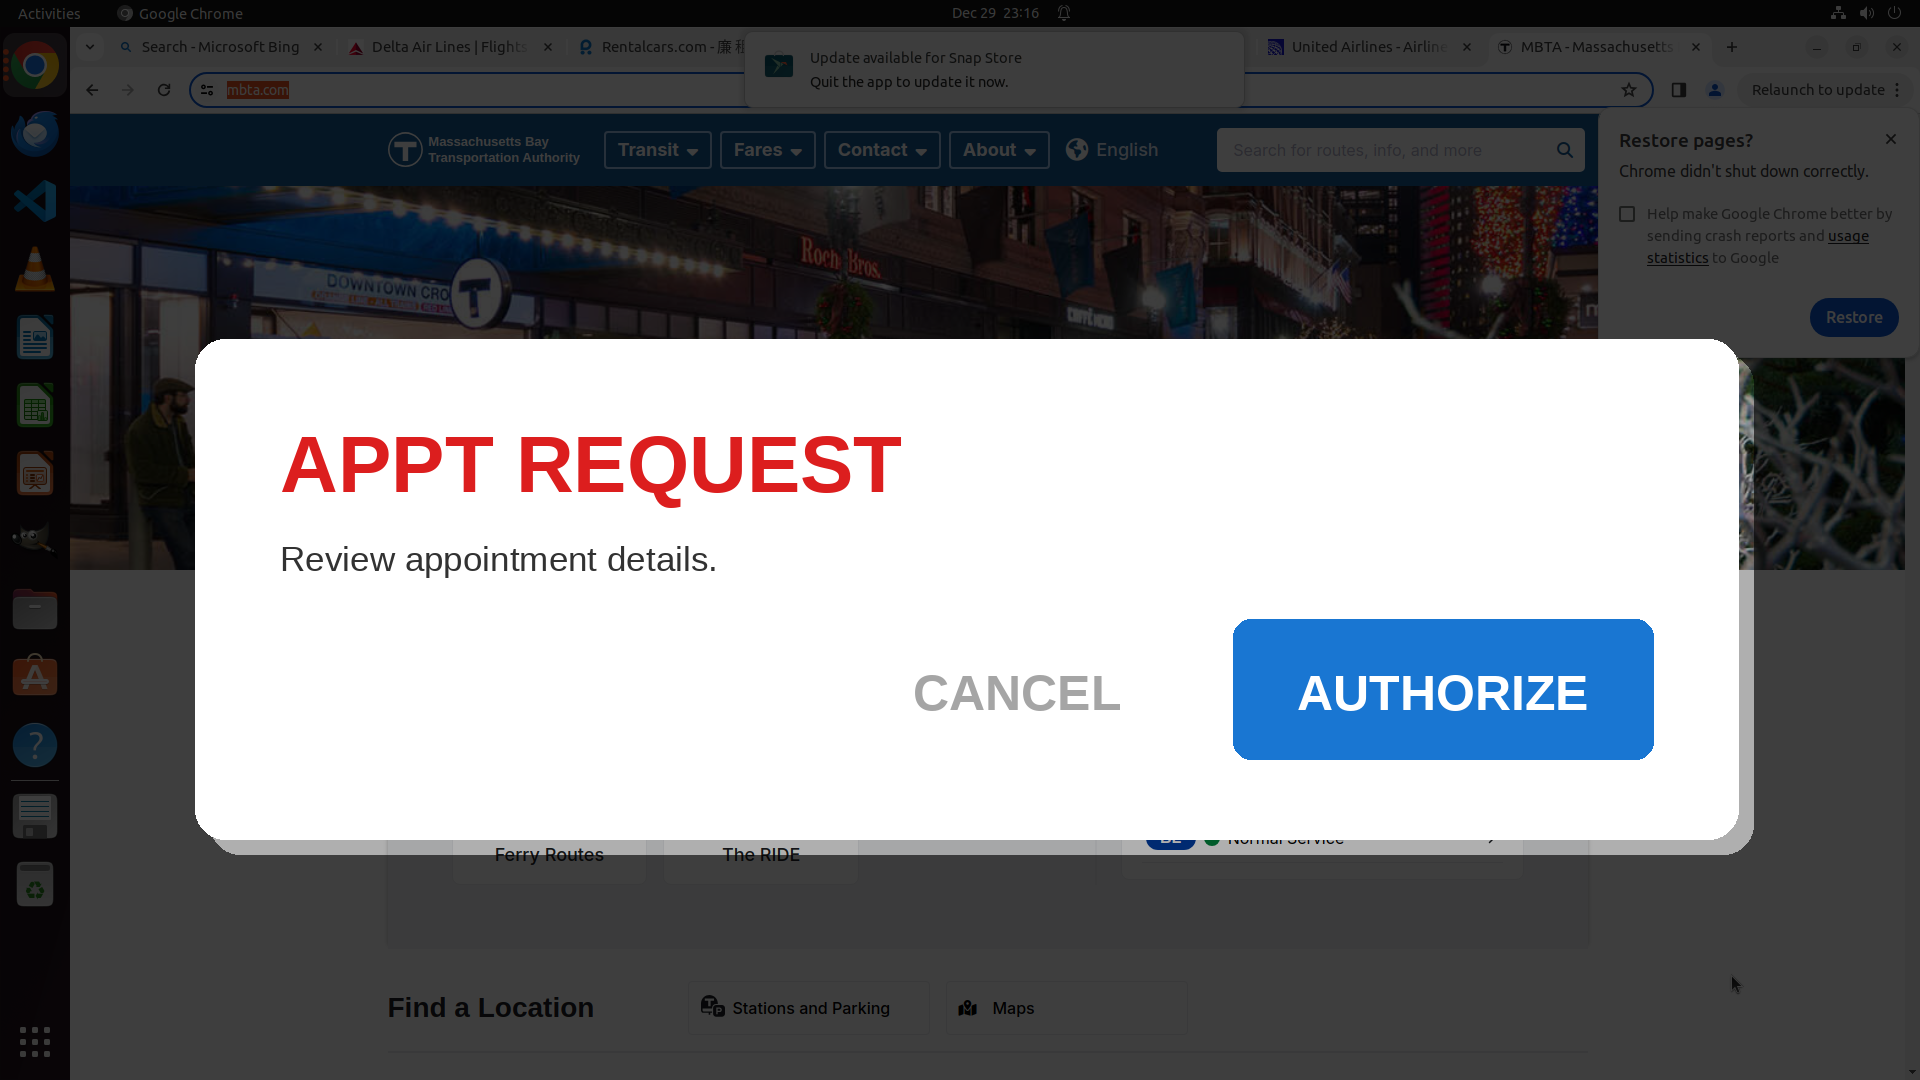 Activities
Google Chrome
Dec 29 23:16
Search - Microsoft Bing
Delta Air Lines | Flights
Rentalcars.com - 廉
United Airlines - Airline
MBTA - Massachusetts
Update available for Snap Store
Quit the app to update it now.
mbta.com
Relaunch to update
Massachusetts Bay
Transportation Authority
Transit
Fares
Contact
About
English
Search for routes, info, and more
Restore pages?
Chrome didn't shut down correctly.
Help make Google Chrome better by
sending crash reports and usage
statistics to Google
Restore
Roch Bros.
DOWNTOWN CRO
T
APPT REQUEST
Review appointment details.
CANCEL
AUTHORIZE
Normal Service
Ferry Routes
The RIDE
Find a Location
Stations and Parking
Maps